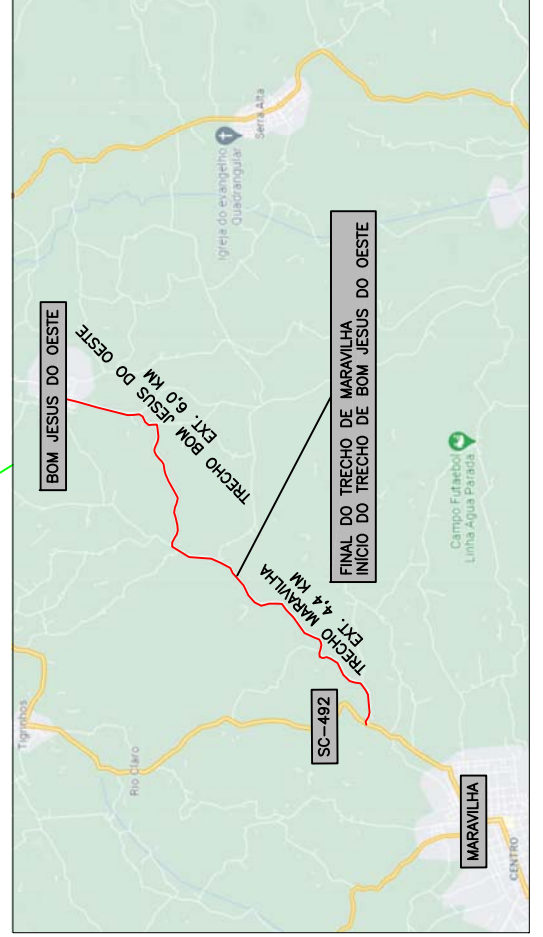 Tigrinhos
BOM JESUS DO OESTE
Igreja do evangelho
Quadrangular
Serra Alta
Rio Claro
TRECHO BOM JESUS DO OESTE
EXT. 6,0 KM
TRECHO MARAVILHA
EXT. 4,4 KM
FINAL DO TRECHO DE MARAVILHA
INÍCIO DO TRECHO DE BOM JESUS DO OESTE
SC-492
MARAVILHA
CENTRO
Campo Futaebol
Linha Água Parada